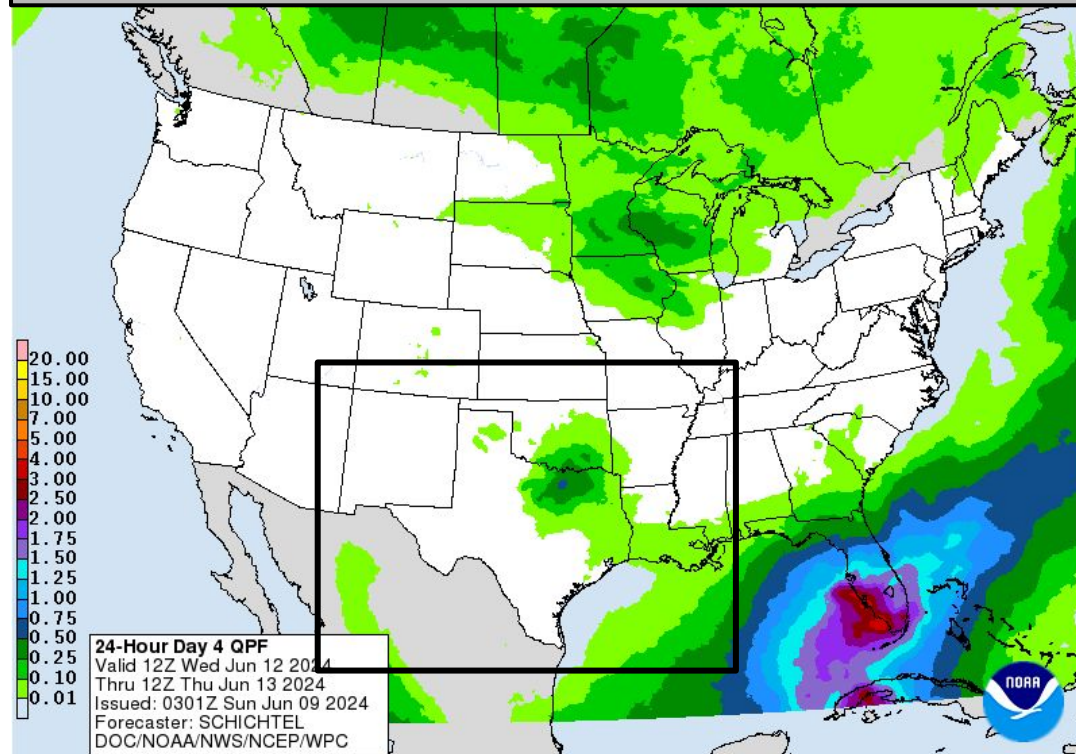 20.00
15.00
10.00
7.00
5.00
4.00
3.00
2.50
2.00
1.75
1.50
1.25
1.00
0.75
0.50
0.25
0.10
0.01
24-Hour Day 4 QPF
Valid 12Z Wed Jun 12 2024
Thru 12Z Thu Jun 13 2024
Issued: 0301Z Sun Jun 09 2024
Forecaster: SCHICHTEL
DOC/NOAA/NWS/NCEP/WPC
NOAA